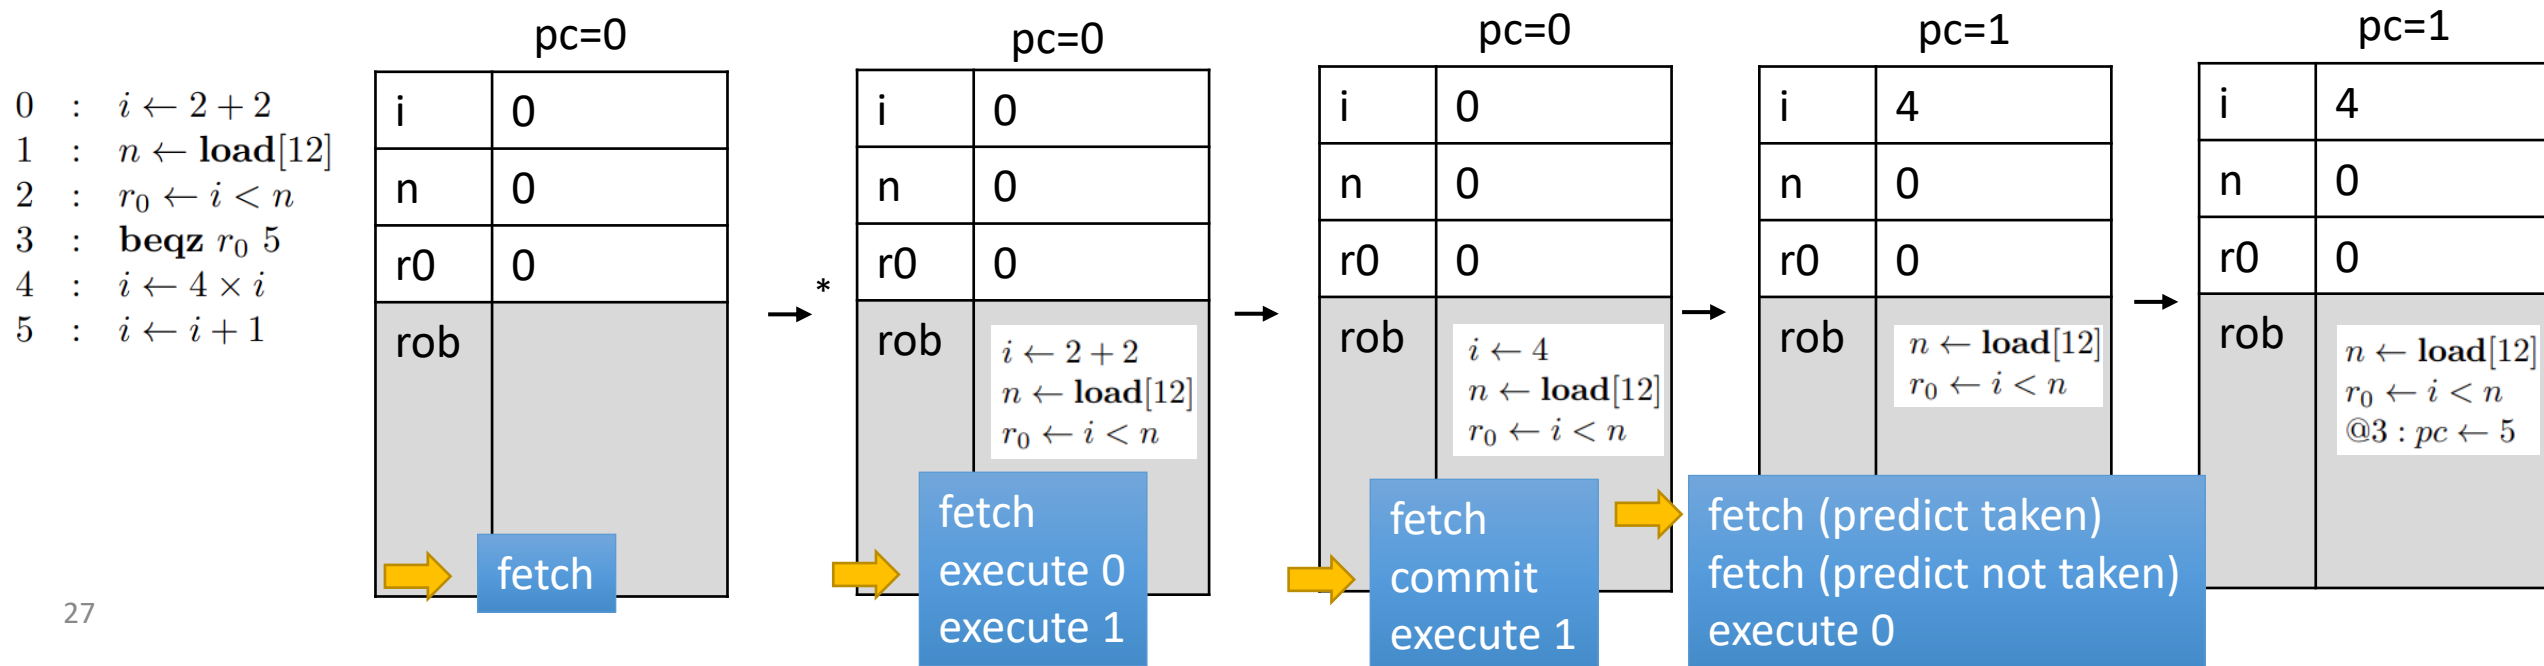 0 : i ← 2 + 2
1 : n ← load[12]
2 : r₀ ← i < n
3 : beqz r₀ 5
4 : i ← 4 × i
5 : i ← i + 1
pc=0
i 0
n 0
r0 0
rob
fetch
→*
pc=0
i 0
n 0
r0 0
rob
i ← 2 + 2
n ← load[12]
r₀ ← i < n
fetch
execute 0
execute 1
→
pc=0
i 0
n 0
r0 0
rob
i ← 4
n ← load[12]
r₀ ← i < n
fetch
commit
execute 1
→
pc=1
i 4
n 0
r0 0
rob
n ← load[12]
r₀ ← i < n
fetch (predict taken)
fetch (predict not taken)
execute 0
→
pc=1
i 4
n 0
r0 0
rob
n ← load[12]
r₀ ← i < n
@3 : pc ← 5
27